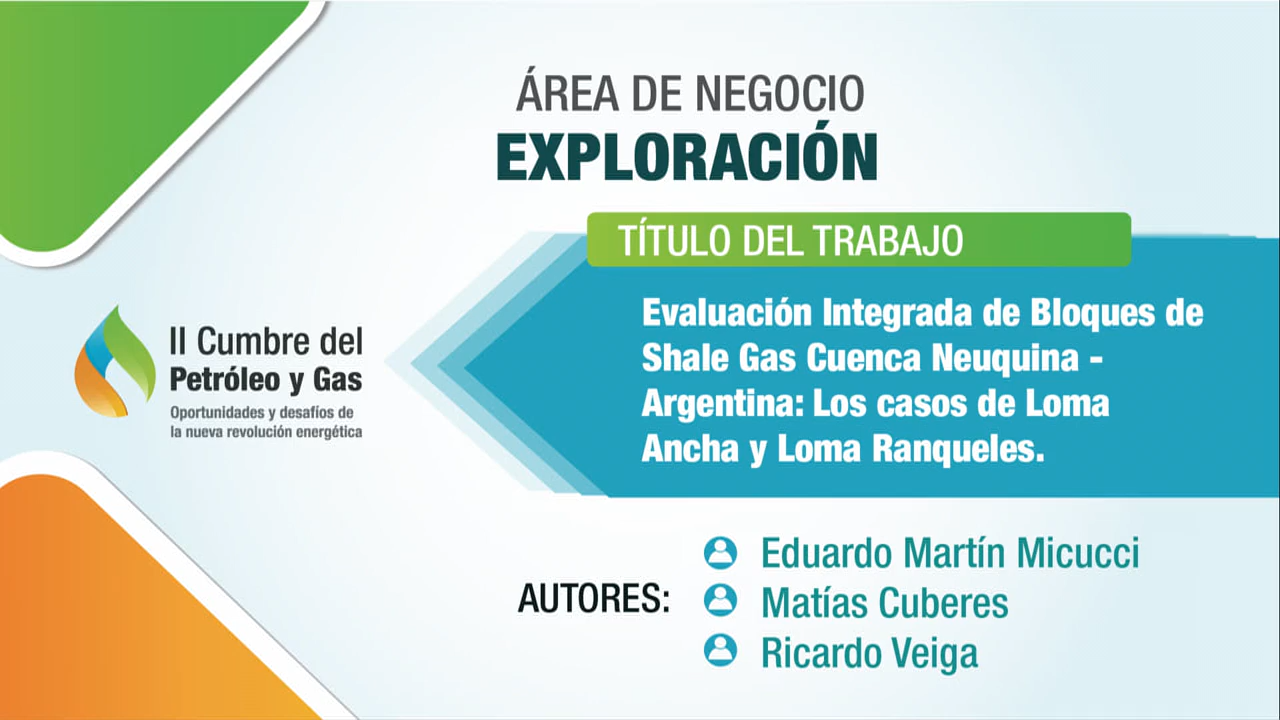 ÁREA DE NEGOCIO
EXPLORACIÓN
TÍTULO DEL TRABAJO
Evaluación Integrada de Bloques de
Shale Gas Cuenca Neuquina -
Argentina: Los casos de Loma
Ancha y Loma Ranqueles.
II Cumbre del
Petróleo y Gas
Oportunidades y desafíos de
la nueva revolución energética
AUTORES:
Eduardo Martín Micucci
Matías Cuberes
Ricardo Veiga